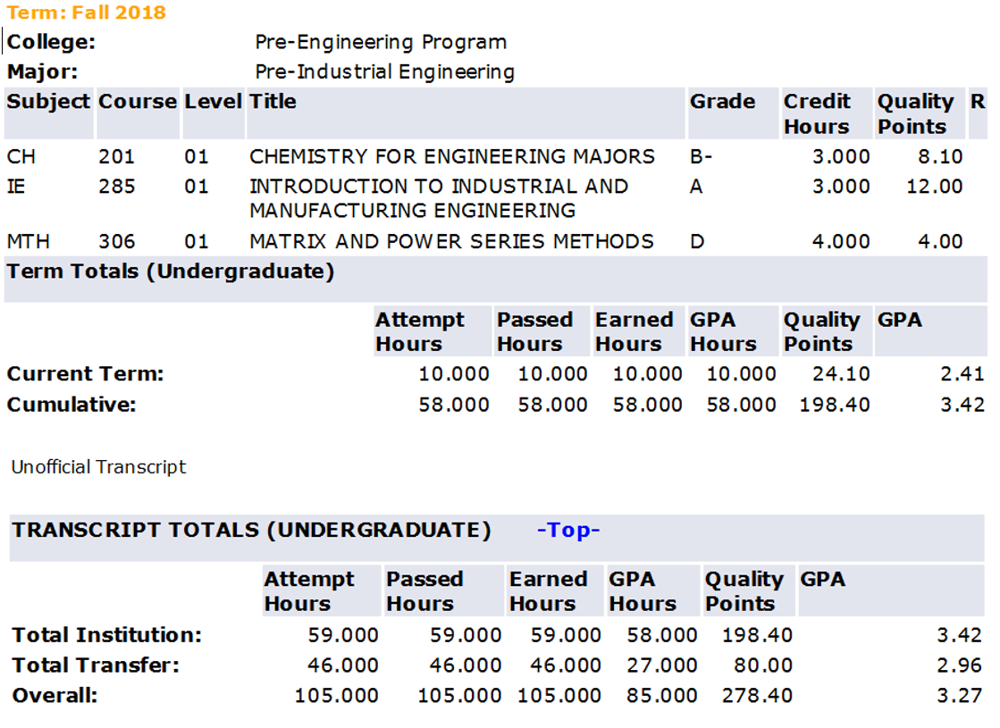 Term: Fall 2018
College: Pre-Engineering Program
Major: Pre-Industrial Engineering
Subject Course Level Title Grade Credit Hours Quality Points R
CH 201 01 CHEMISTRY FOR ENGINEERING MAJORS B- 3.000 8.10
IE 285 01 INTRODUCTION TO INDUSTRIAL AND MANUFACTURING ENGINEERING A 3.000 12.00
MTH 306 01 MATRIX AND POWER SERIES METHODS D 4.000 4.00
Term Totals (Undergraduate)
Attempt Hours Passed Hours Earned Hours GPA Hours Quality Points GPA
Current Term: 10.000 10.000 10.000 10.000 24.10 2.41
Cumulative: 58.000 58.000 58.000 58.000 198.40 3.42
Unofficial Transcript
TRANSCRIPT TOTALS (UNDERGRADUATE) -Top-
Attempt Hours Passed Hours Earned Hours GPA Hours Quality Points GPA
Total Institution: 59.000 59.000 59.000 58.000 198.40 3.42
Total Transfer: 46.000 46.000 46.000 27.000 80.00 2.96
Overall: 105.000 105.000 105.000 85.000 278.40 3.27